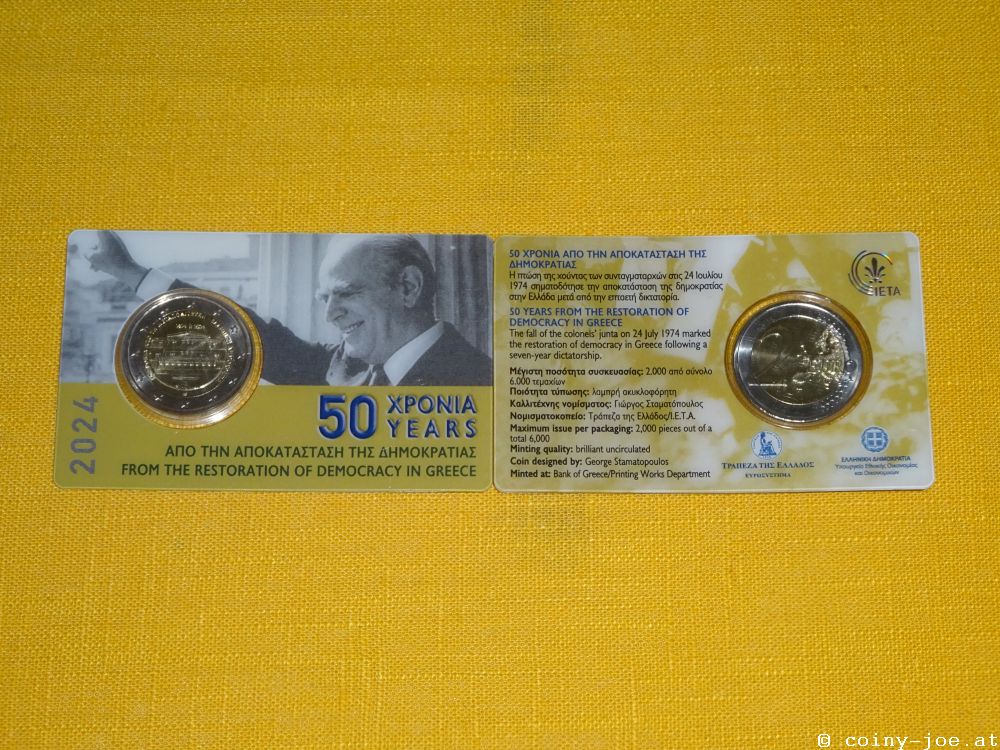 2024
50 ΧΡΟΝΙΑ
YEARS
ΑΠΟ ΤΗΝ ΑΠΟΚΑΤΑΣΤΑΣΗ ΤΗΣ ΔΗΜΟΚΡΑΤΙΑΣ
FROM THE RESTORATION OF DEMOCRACY IN GREECE
50 ΧΡΟΝΙΑ ΑΠΟ ΤΗΝ ΑΠΟΚΑΤΑΣΤΑΣΗ ΤΗΣ
ΔΗΜΟΚΡΑΤΙΑΣ
Η πτώση της χούντας των συνταγματαρχών στις 24 Ιουλίου
1974 σηματοδότησε την αποκατάσταση της δημοκρατίας
στην Ελλάδα μετά από την επταετή δικτατορία.
50 YEARS FROM THE RESTORATION OF
DEMOCRACY IN GREECE
The fall of the colonels' junta on 24 July 1974 marked
the restoration of democracy in Greece following a
seven-year dictatorship.
Μέγιστη ποσότητα συσκευασίας: 2.000 από σύνολο
6.000 τεμαχίων
Ποιότητα τύπωσης: λαμπρή ακυκλοφόρητη
Καλλιτέχνης νομίσματος: Γιώργος Σταματόπουλος
Νομισματοκοπείο: Τράπεζα της Ελλάδος/Ι.Ε.Τ.Α.
Maximum issue per packaging: 2,000 pieces out of a
total 6,000
Minting quality: brilliant uncirculated
Coin designed by: George Stamatopoulos
Minted at: Bank of Greece/Printing Works Department
IETA
2
ΤΡΑΠΕΖΑ ΤΗΣ ΕΛΛΑΔΟΣ
ΕΥΡΩΣΥΣΤΗΜΑ
ΕΛΛΗΝΙΚΗ ΔΗΜΟΚΡΑΤΙΑ
Υπουργείο Εθνικής Οικονομίας
και Οικονομικών
© coiny-joe.at